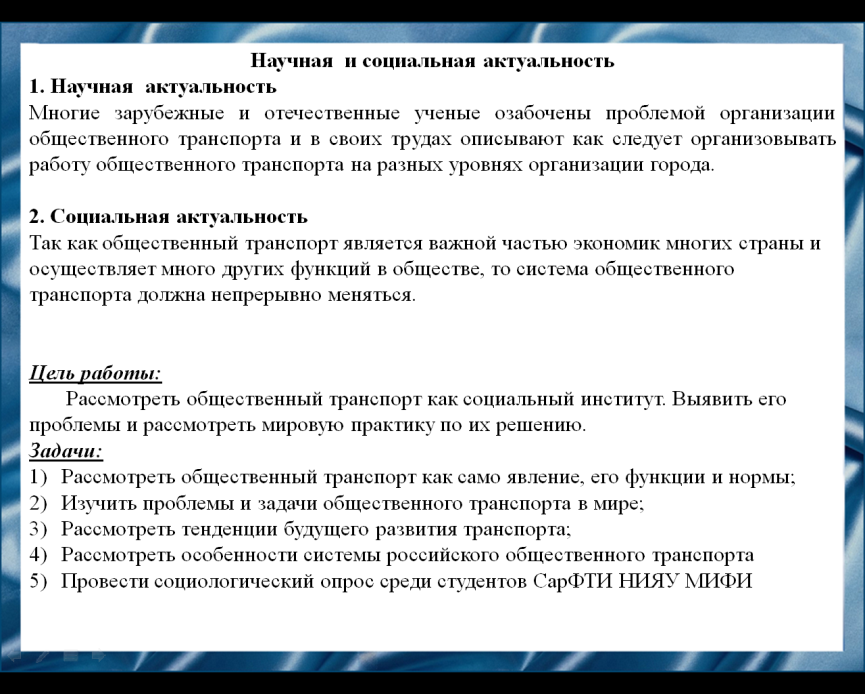 Научная и социальная актуальность
1. Научная актуальность
Многие зарубежные и отечественные ученые озабочены проблемой организации
общественного транспорта и в своих трудах описывают как следует организовывать
работу общественного транспорта на разных уровнях организации города.
2. Социальная актуальность
Так как общественный транспорт является важной частью экономик многих страны и
осуществляет много других функций в обществе, то система общественного
транспорта должна непрерывно меняться.
Цель работы:
Рассмотреть общественный транспорт как социальный институт. Выявить его
проблемы и рассмотреть мировую практику по их решению.
Задачи:
1) Рассмотреть общественный транспорт как само явление, его функции и нормы;
2) Изучить проблемы и задачи общественного транспорта в мире;
3) Рассмотреть тенденции будущего развития транспорта;
4) Рассмотреть особенности системы российского общественного транспорта
5) Провести социологический опрос среди студентов СарФТИ НИЯУ МИФИ